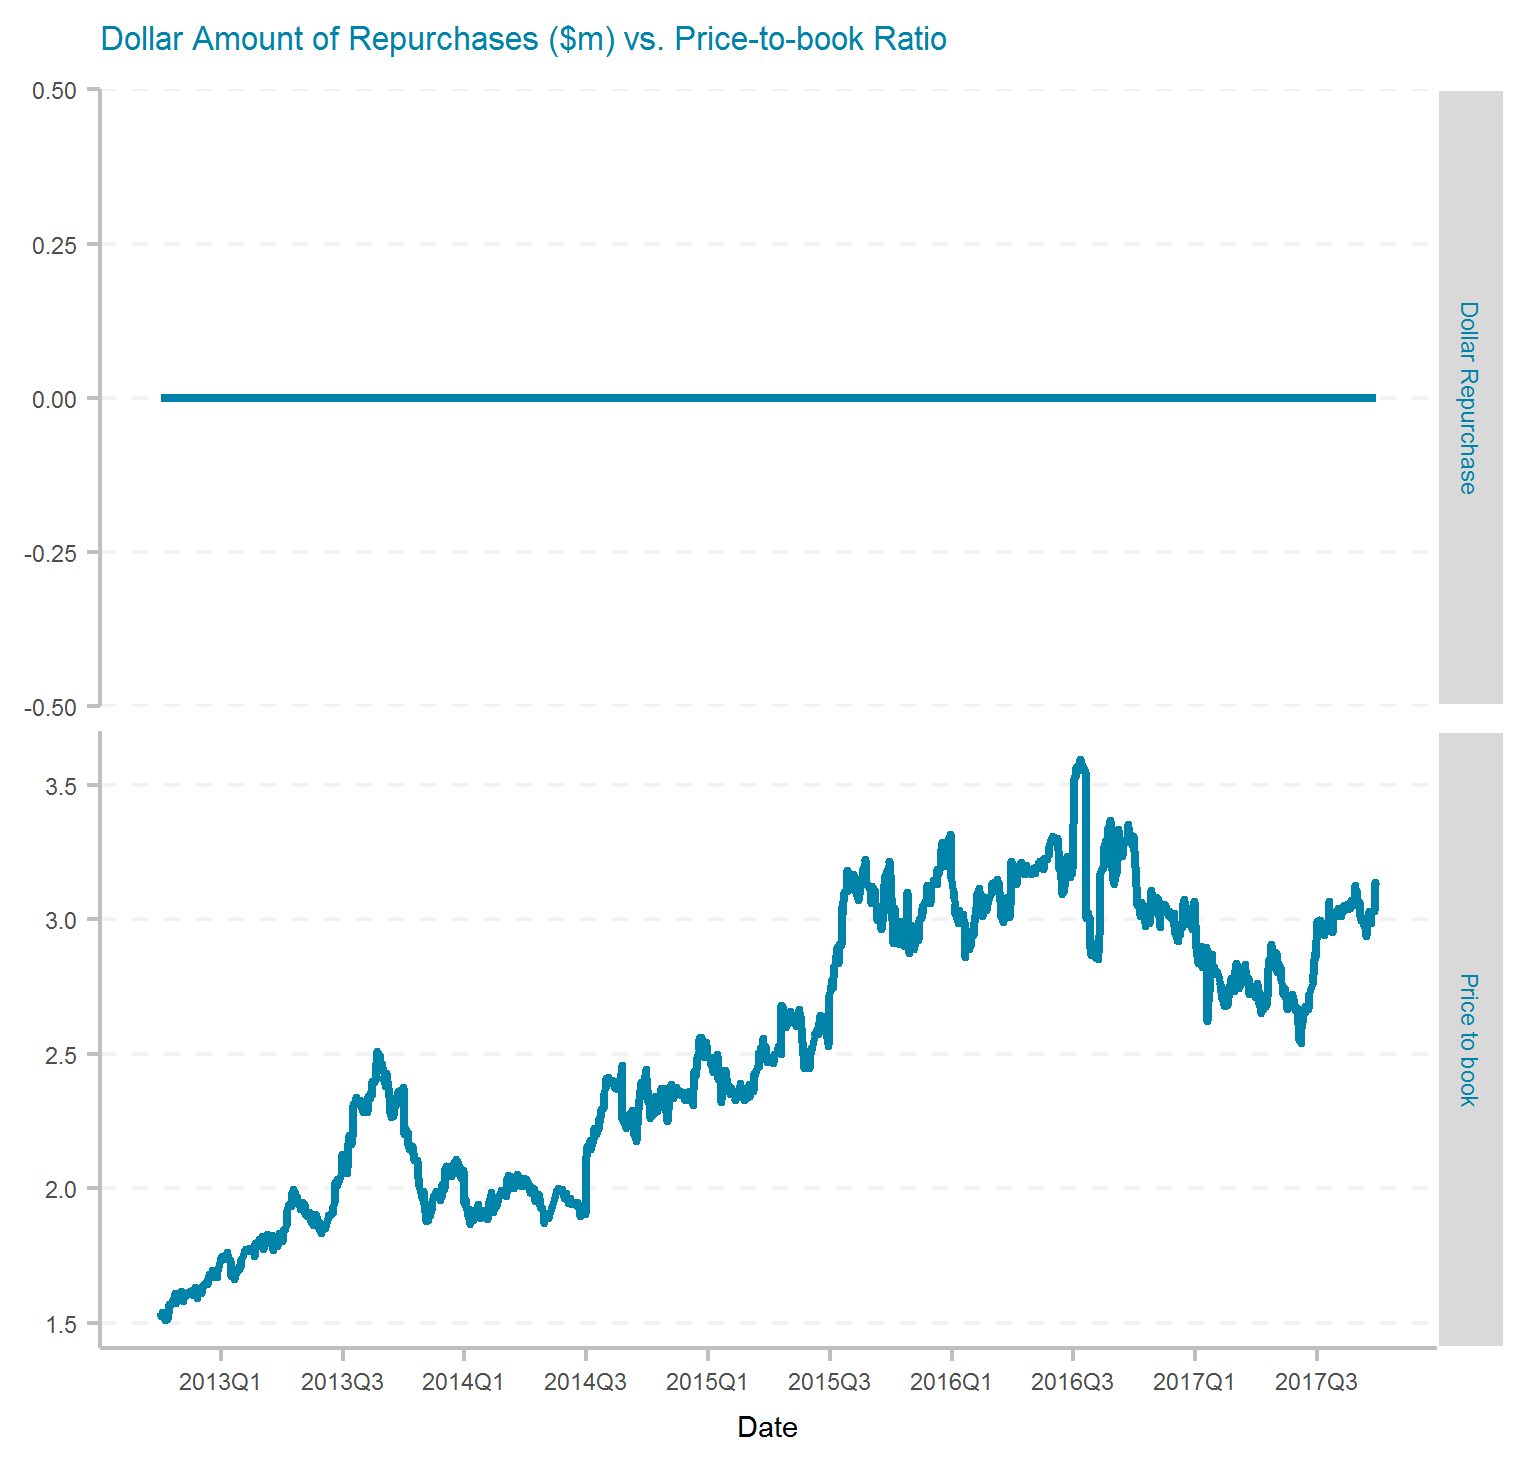 Dollar Amount of Repurchases ($m) vs. Price-to-book Ratio
0.50
0.25
0.00
-0.25
-0.50
Dollar Repurchase
3.5
3.0
2.5
2.0
1.5
Price to book
2013Q1 2013Q3 2014Q1 2014Q3 2015Q1 2015Q3 2016Q1 2016Q3 2017Q1 2017Q3
Date